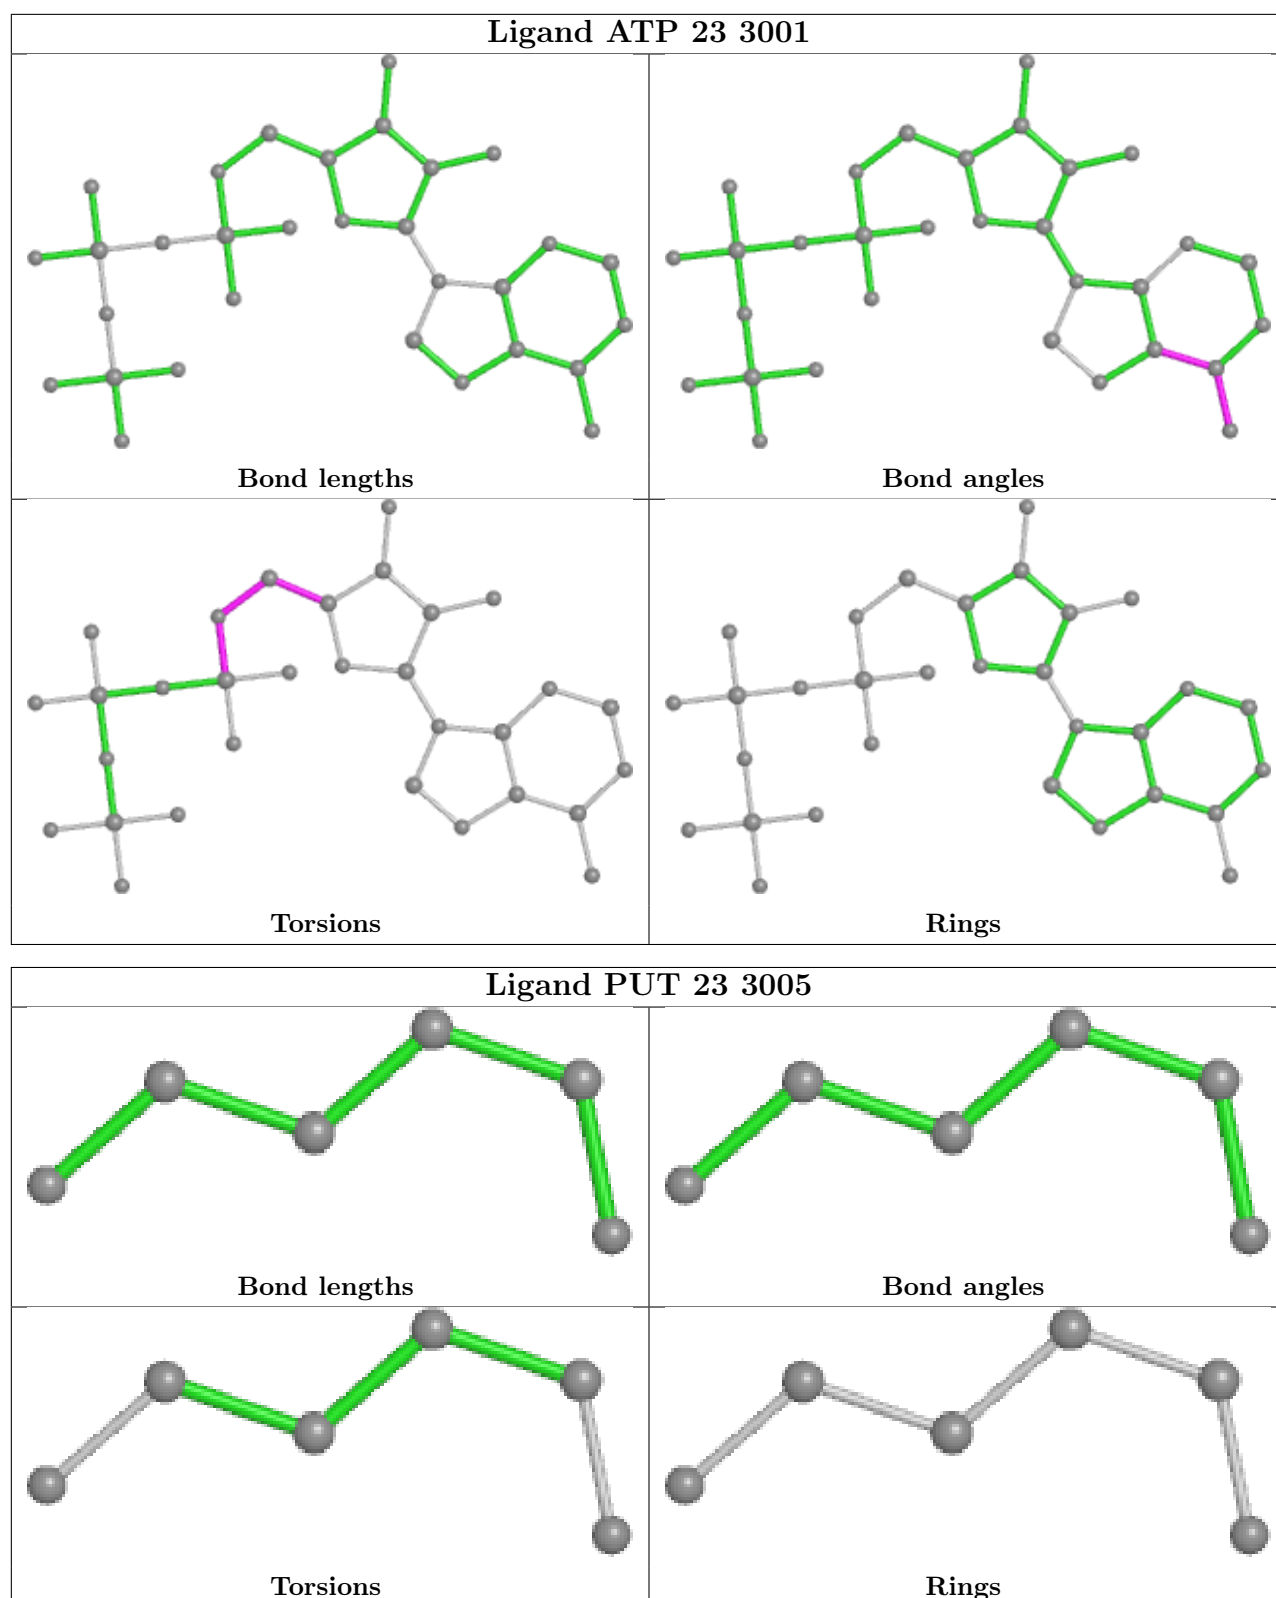 Ligand ATP 23 3001
Bond lengths
Bond angles
Torsions
Rings
Ligand PUT 23 3005
Bond lengths
Bond angles
Torsions
Rings